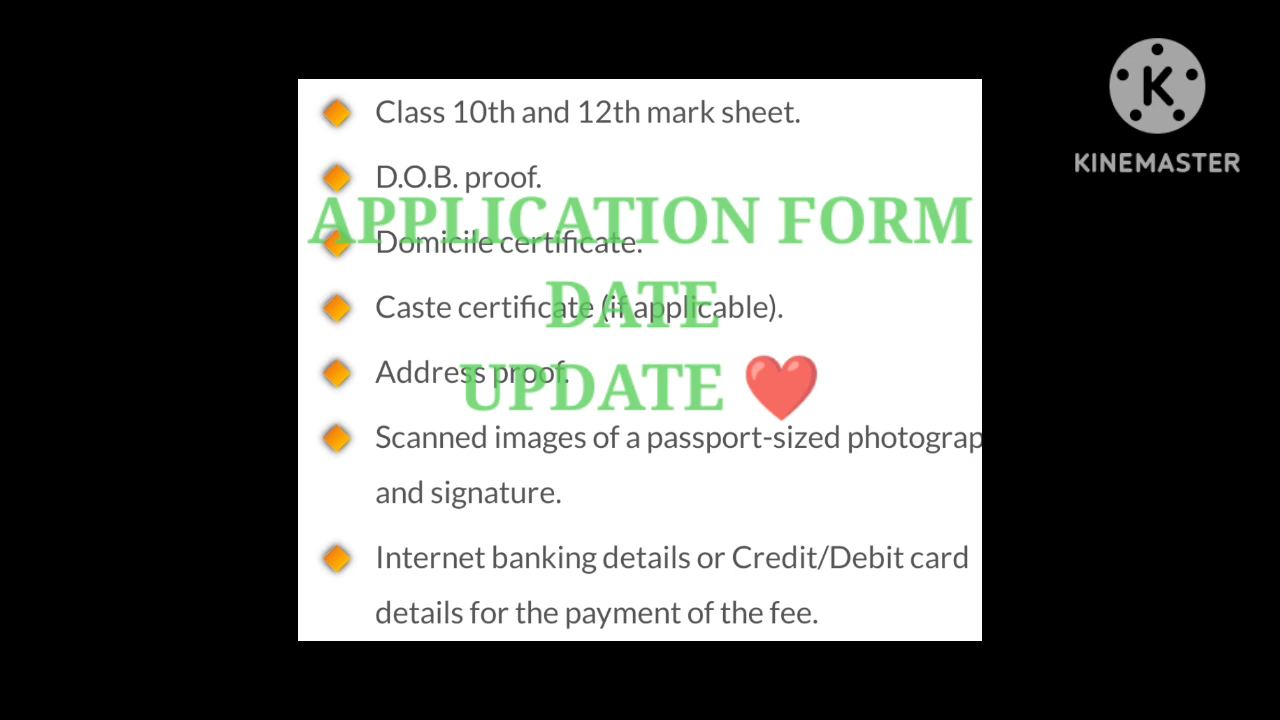 Class 10th and 12th mark sheet.
D.O.B. proof.
APPLICATION FORM
Domicile certificate.
DATE
Caste certificate (if applicable).
Address proof.
UPDATE ❤️
Scanned images of a passport-sized photograp
and signature.
Internet banking details or Credit/Debit card
details for the payment of the fee.
K
KINEMASTER